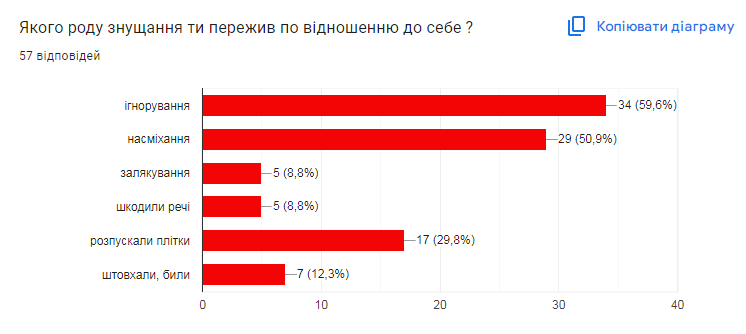 Якого роду знущання ти пережив по відношенню до себе ?
Копіювати діаграму
57 відповідей
ігнорування 34 (59,6%)
насміхання 29 (50,9%)
залякування 5 (8,8%)
шкодили речі 5 (8,8%)
розпускали плітки 17 (29,8%)
штовхали, били 7 (12,3%)
0 10 20 30 40